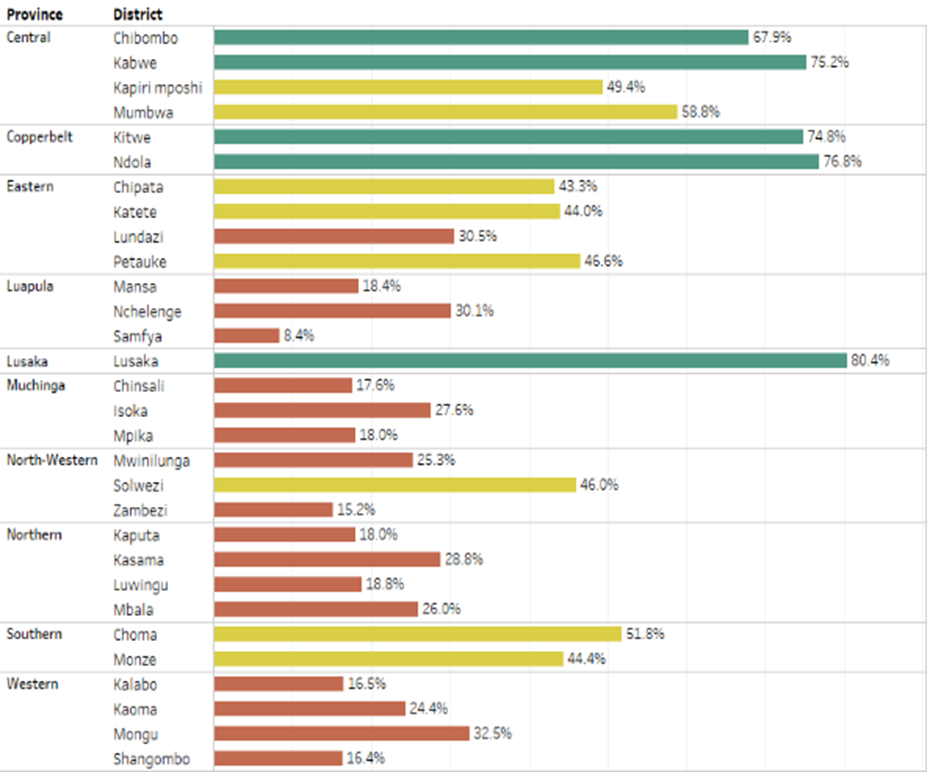 Province District
Central Chibombo 67.9%
Kabwe 75.2%
Kapiri mposhi 49.4%
Mumbwa 58.8%
Copperbelt Kitwe 74.8%
Ndola 76.8%
Eastern Chipata 43.3%
Katete 44.0%
Lundazi 30.5%
Petauke 46.6%
Luapula Mansa 18.4%
Nchelenge 30.1%
Samfya 8.4%
Lusaka Lusaka 80.4%
Muchinga Chinsali 17.6%
Isoka 27.6%
Mpika 18.0%
North-Western Mwinilunga 25.3%
Solwezi 46.0%
Zambezi 15.2%
Northern Kaputa 18.0%
Kasama 28.8%
Luwingu 18.8%
Mbala 26.0%
Southern Choma 51.8%
Monze 44.4%
Western Kalabo 16.5%
Kaoma 24.4%
Mongu 32.5%
Shangombo 16.4%